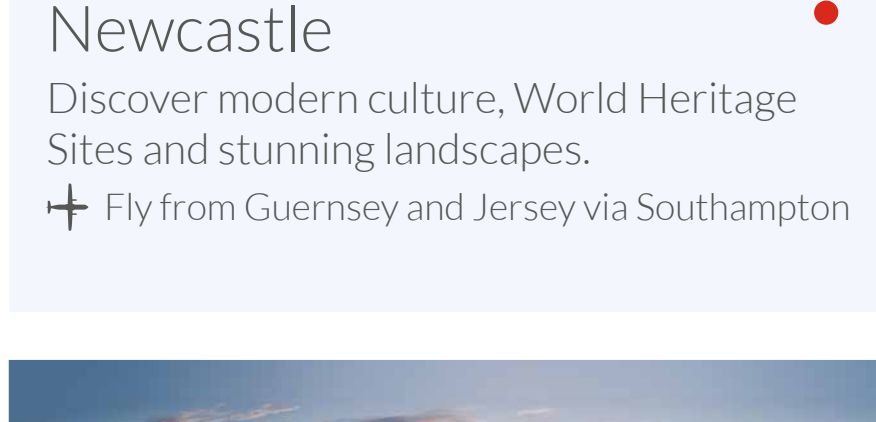 Newcastle
Discover modern culture, World Heritage
Sites and stunning landscapes.
Fly from Guernsey and Jersey via Southampton